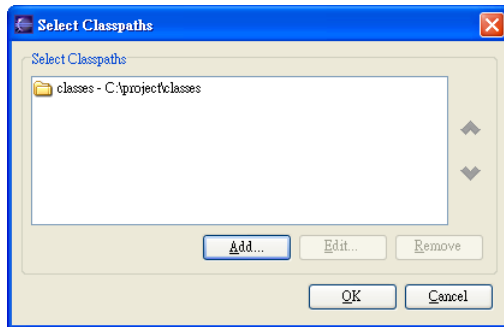 Select Classpaths
Select Classpaths
classes - C:\project\classes
Add...
Edit...
Remove
OK
Cancel